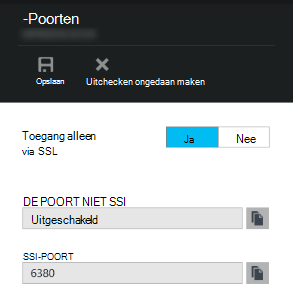 -Poorten
Opslaan
Uitchecken ongedaan maken
Toegang alleen
via SSL
Ja
Nee
DE POORT NIET SSI
Uitgeschakeld
SSI-POORT
6380